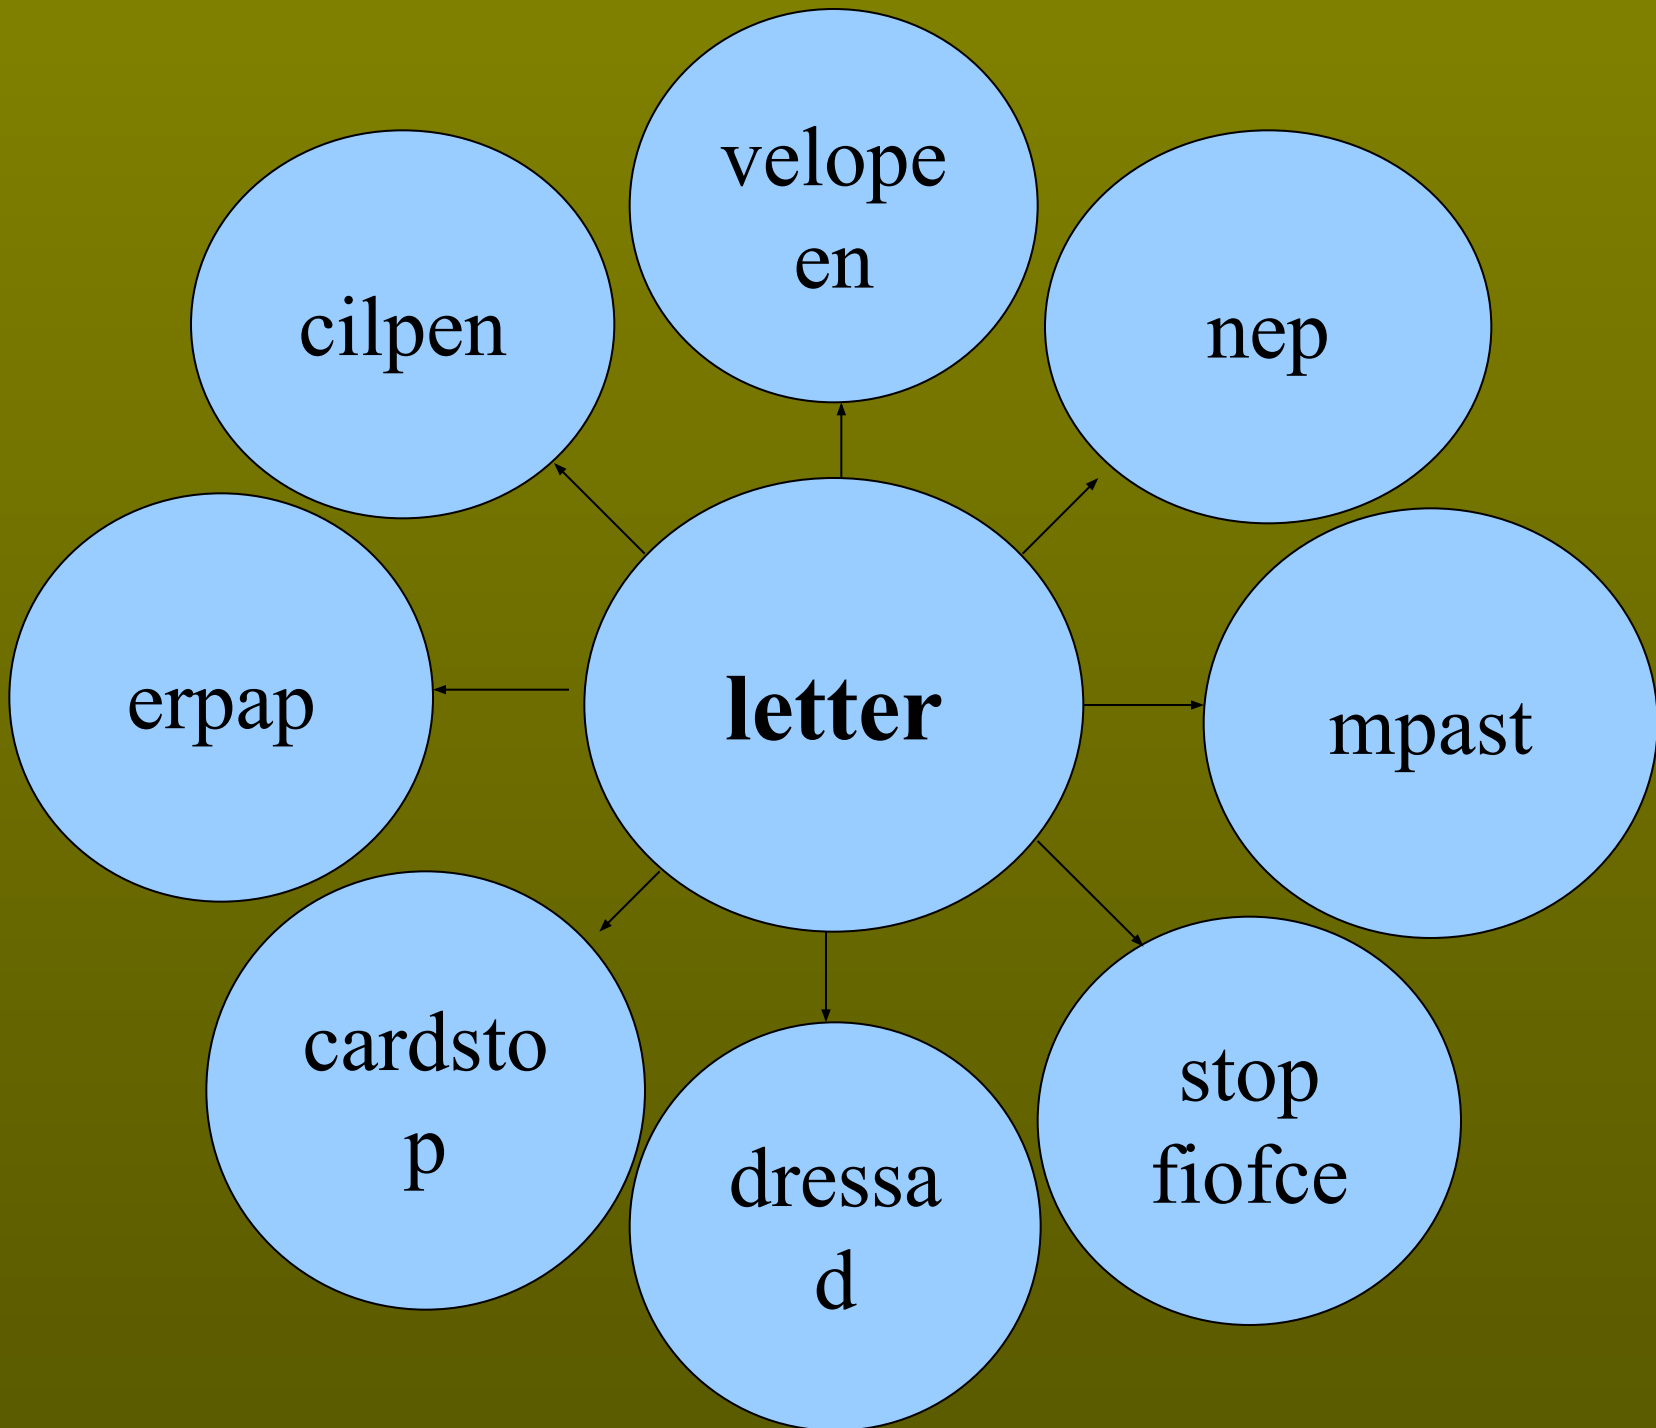 velope
en
cilpen
nep
erpap
letter
mpast
cardsto
p
stop
fiofce
dressa
d